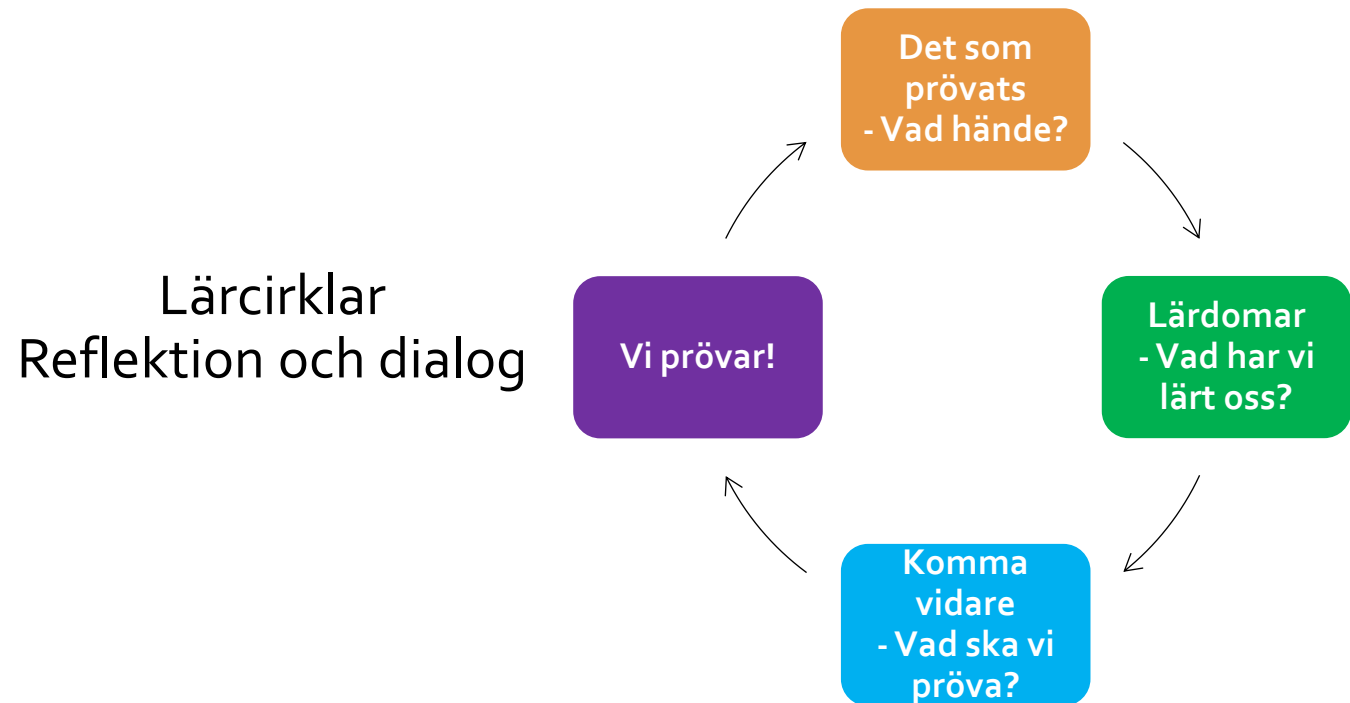 Lärcirklar
Reflektion och dialog
Det som
prövats
- Vad hände?
Lärdomar
- Vad har vi
lärt oss?
Komma
vidare
- Vad ska vi
pröva?
Vi prövar!